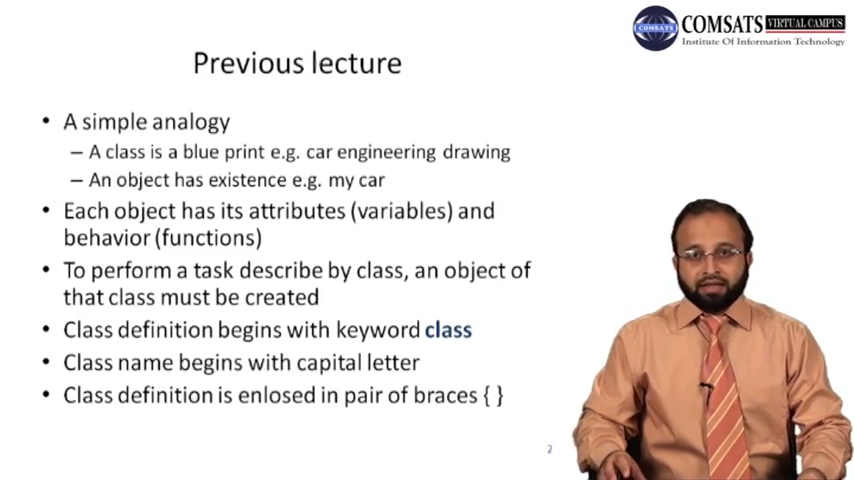 COMSATS VIRTUAL CAMPUS
COMSATS
Institute Of Information Technology
Previous lecture
• A simple analogy
– A class is a blue print e.g. car engineering drawing
– An object has existence e.g. my car
• Each object has its attributes (variables) and
behavior (functions)
• To perform a task describe by class, an object of
that class must be created
• Class definition begins with keyword class
• Class name begins with capital letter
• Class definition is enlosed in pair of braces { }
2